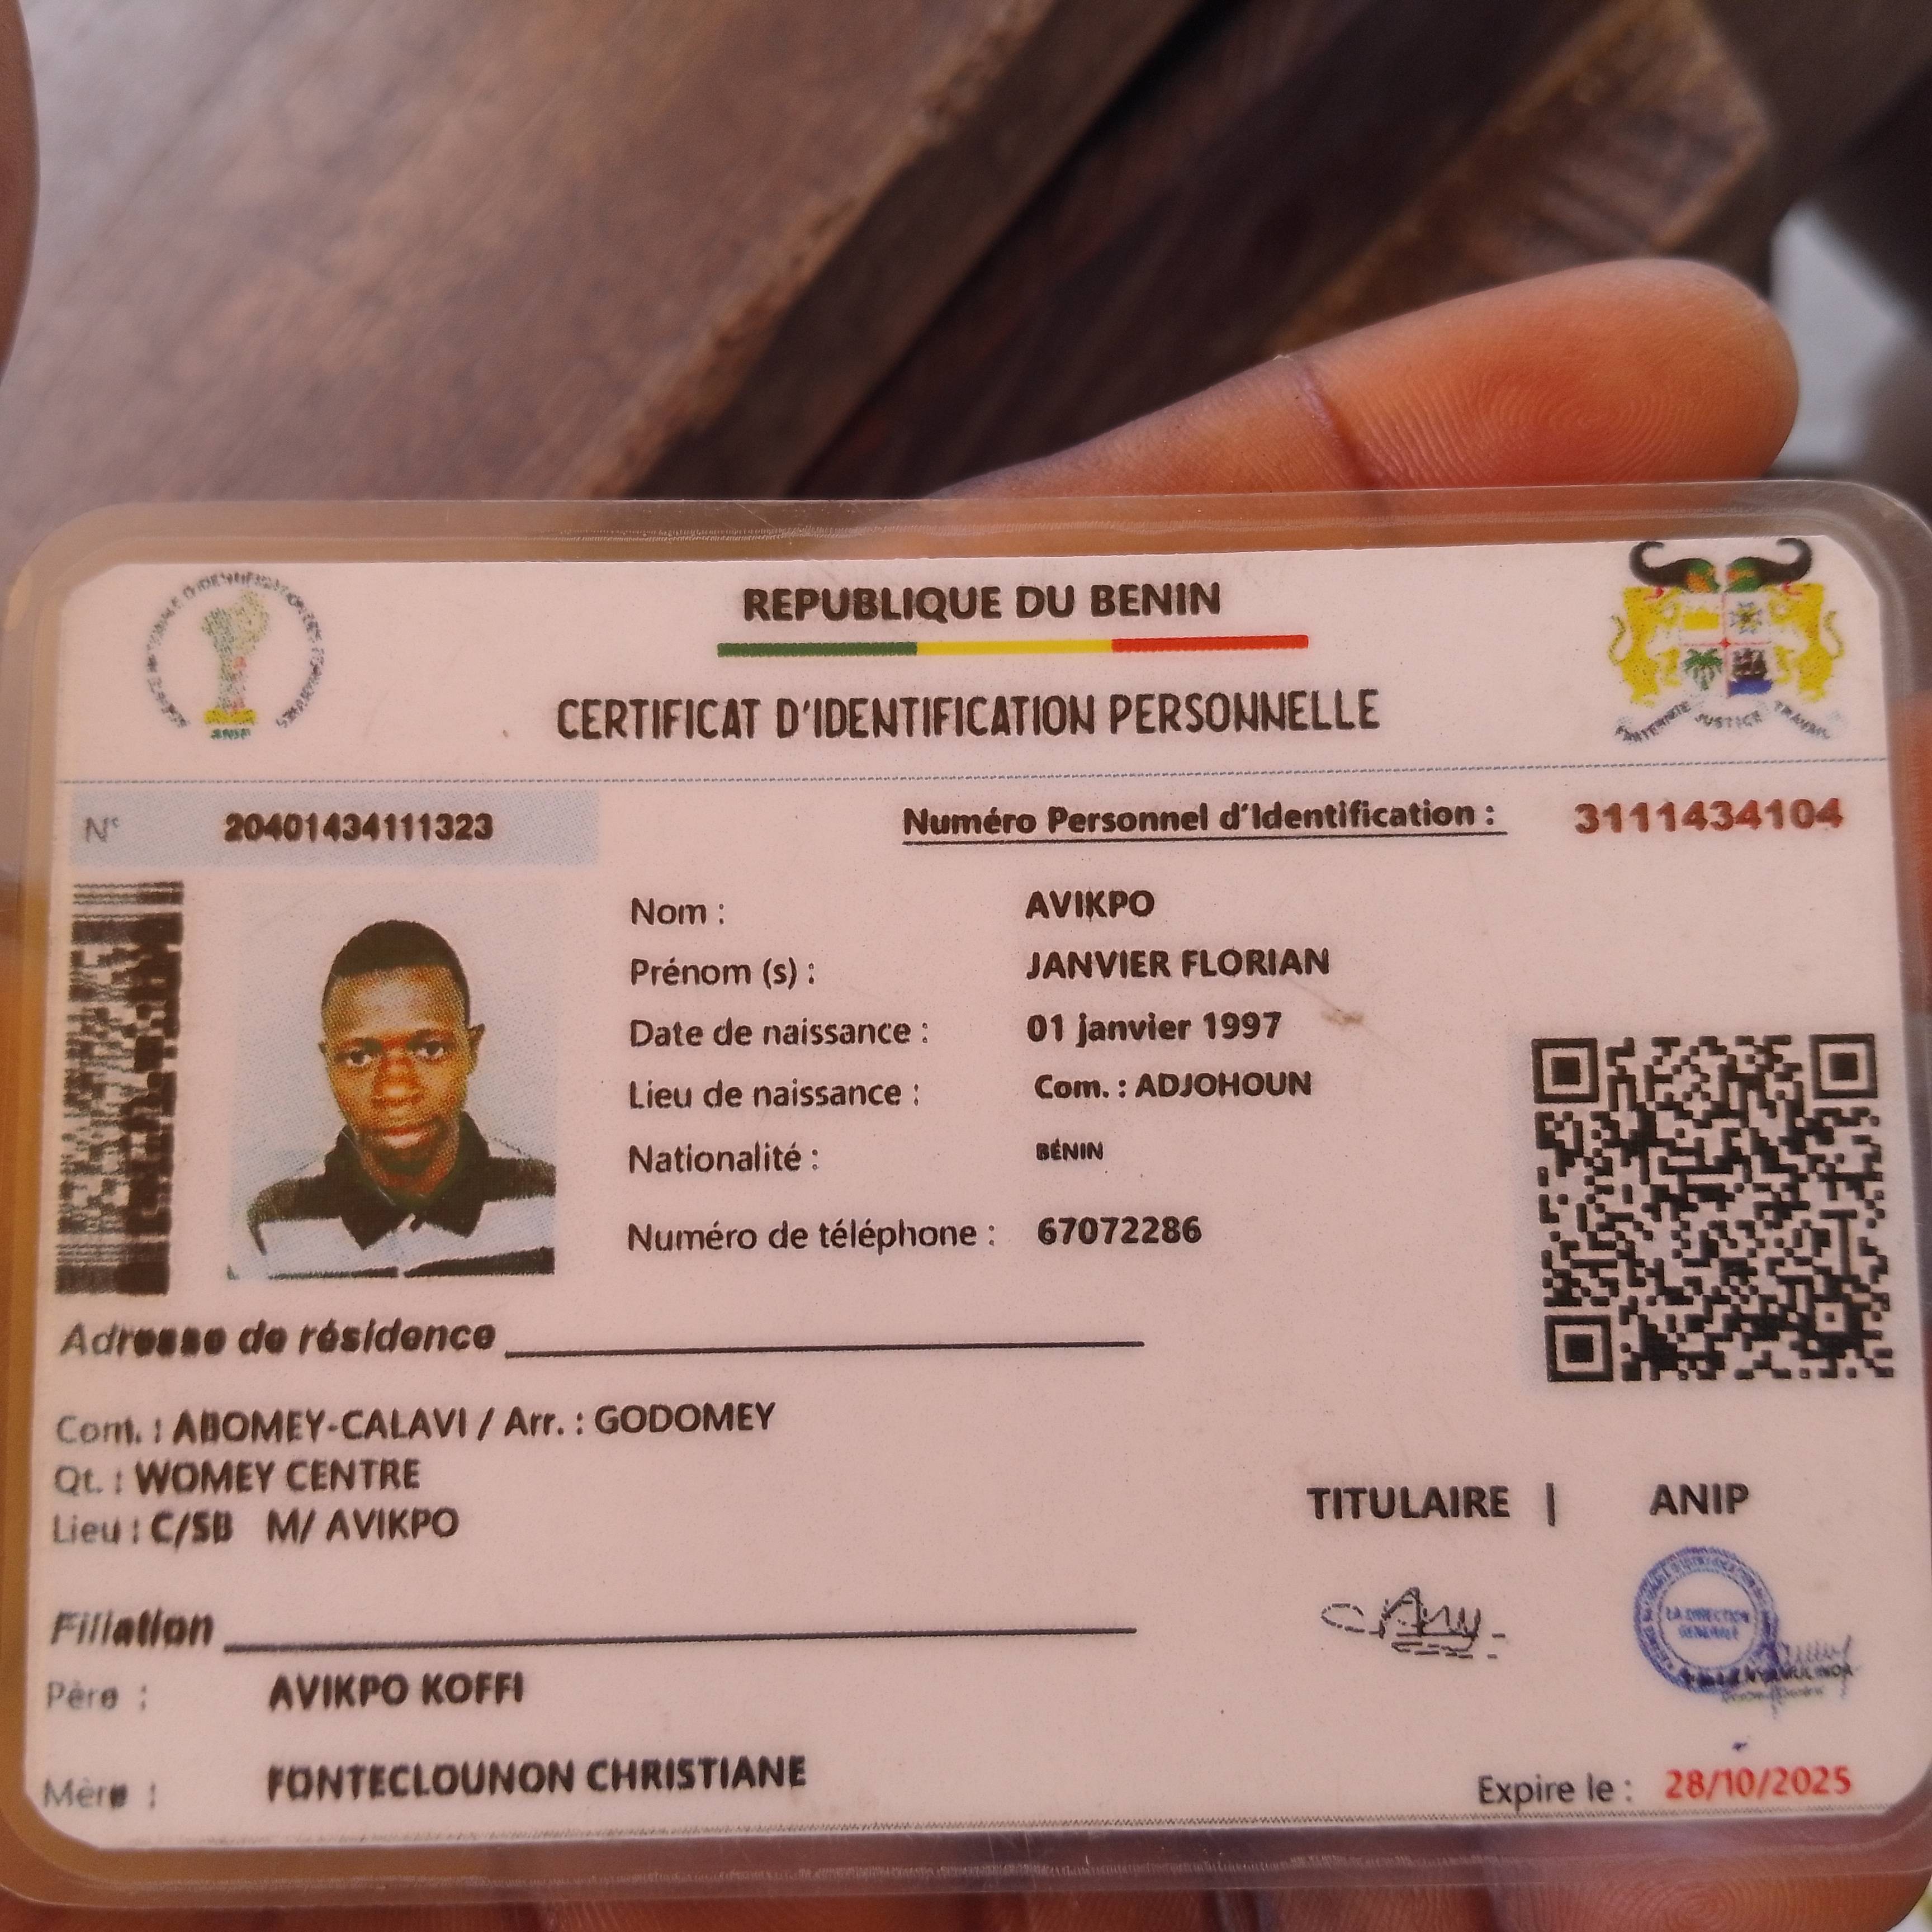 REPUBLIQUE DU BENIN
CERTIFICAT D'IDENTIFICATION PERSONNELLE
ANIP
FRATERNITE JUSTICE TRAVAIL
N° 20401434111323
Numéro Personnel d'Identification : 3111434104
Nom : AVIKPO
Prénom (s) : JANVIER FLORIAN
Date de naissance : 01 janvier 1997
Lieu de naissance : Com. : ADJOHOUN
Nationalité : BÉNIN
Numéro de téléphone : 67072286
Adresse de résidence
Com. : ABOMEY-CALAVI / Arr. : GODOMEY
Qt. : WOMEY CENTRE
Lieu : C/SB M/ AVIKPO
TITULAIRE | ANIP
LA DIRECTION
GENERALE
Filiation
Père : AVIKPO KOFFI
Mère : FONTECLOUNON CHRISTIANE
Expire le : 28/10/2025